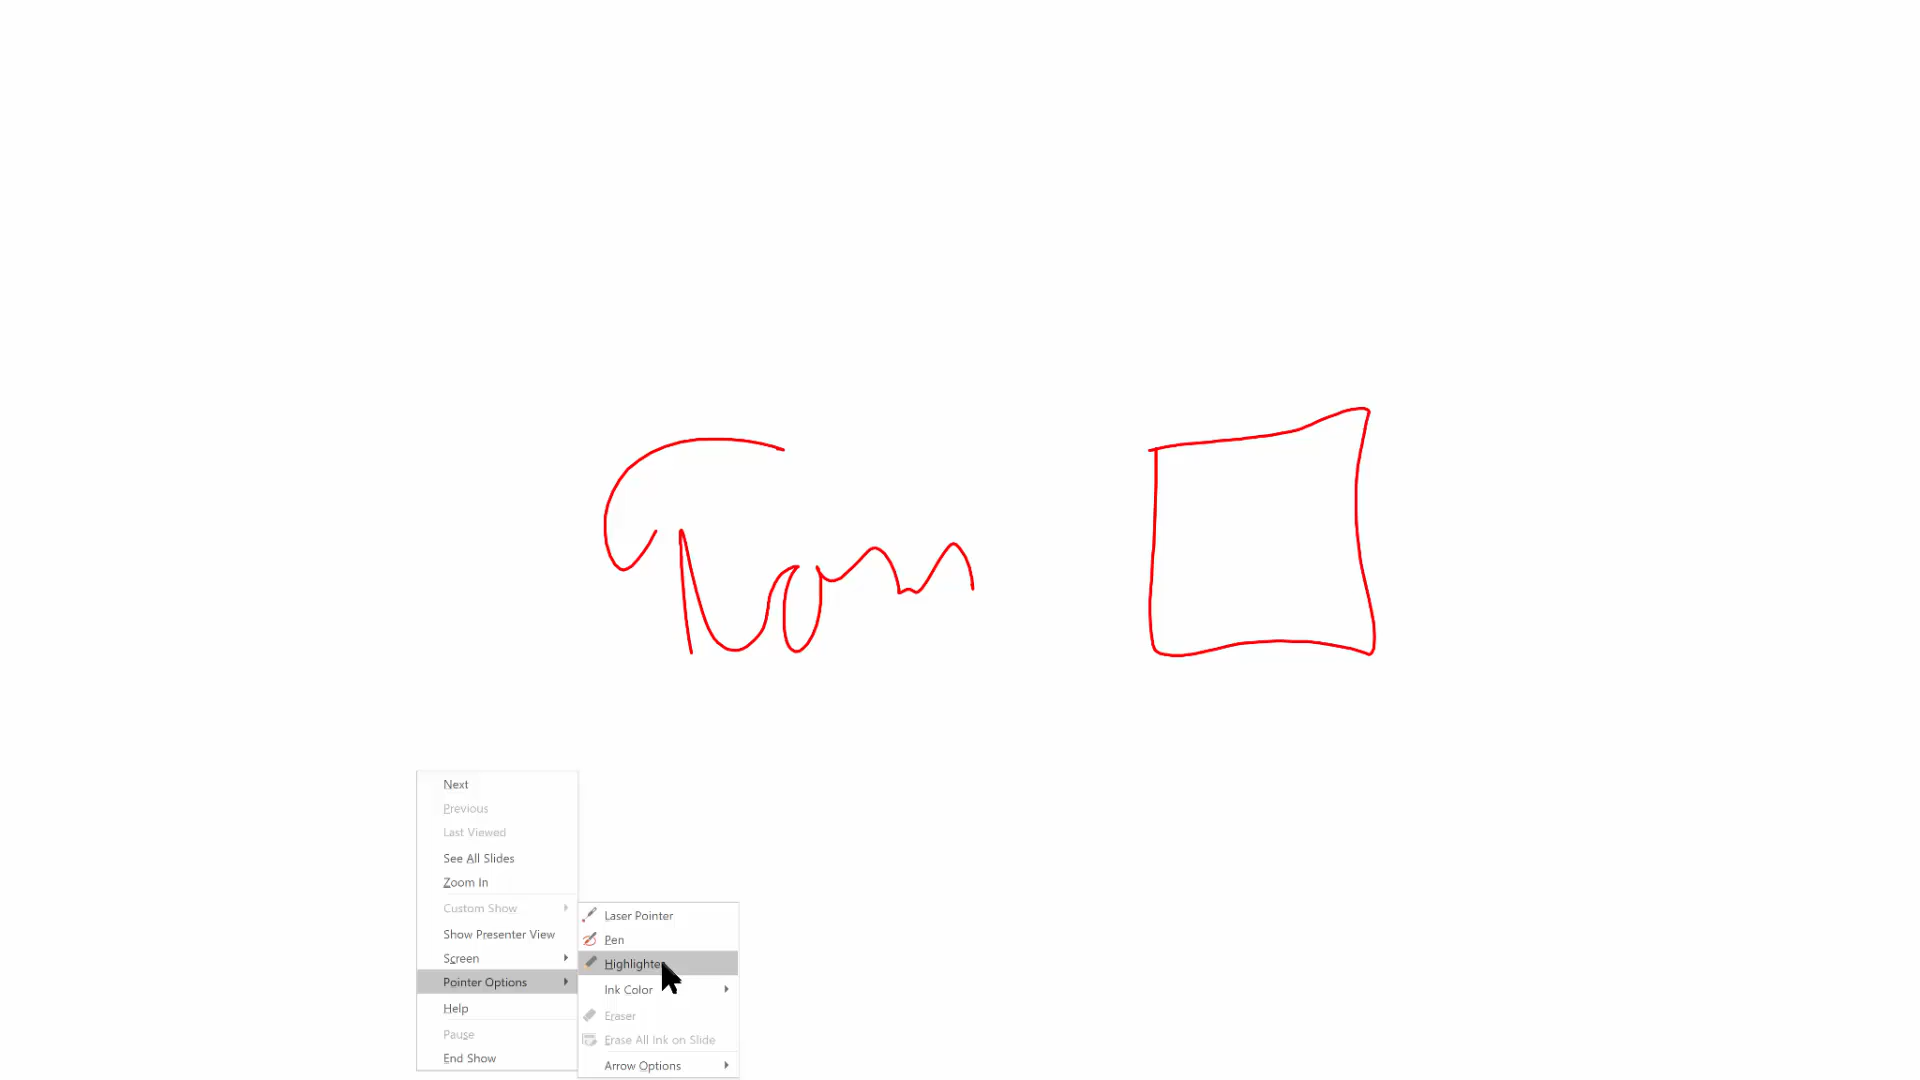 Tom
Next
Previous
Last Viewed
See All Slides
Zoom In
Custom Show
Show Presenter View
Screen
Pointer Options
Help
Pause
End Show
Laser Pointer
Pen
Highlighter
Ink Color
Eraser
Erase All Ink on Slide
Arrow Options